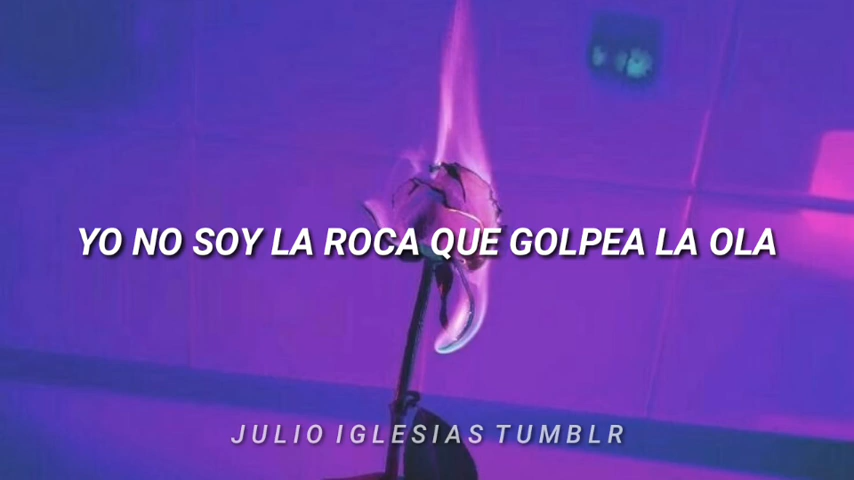 YO NO SOY LA ROCA QUE GOLPEA LA OLA
JULIO IGLESIAS TUMBLR